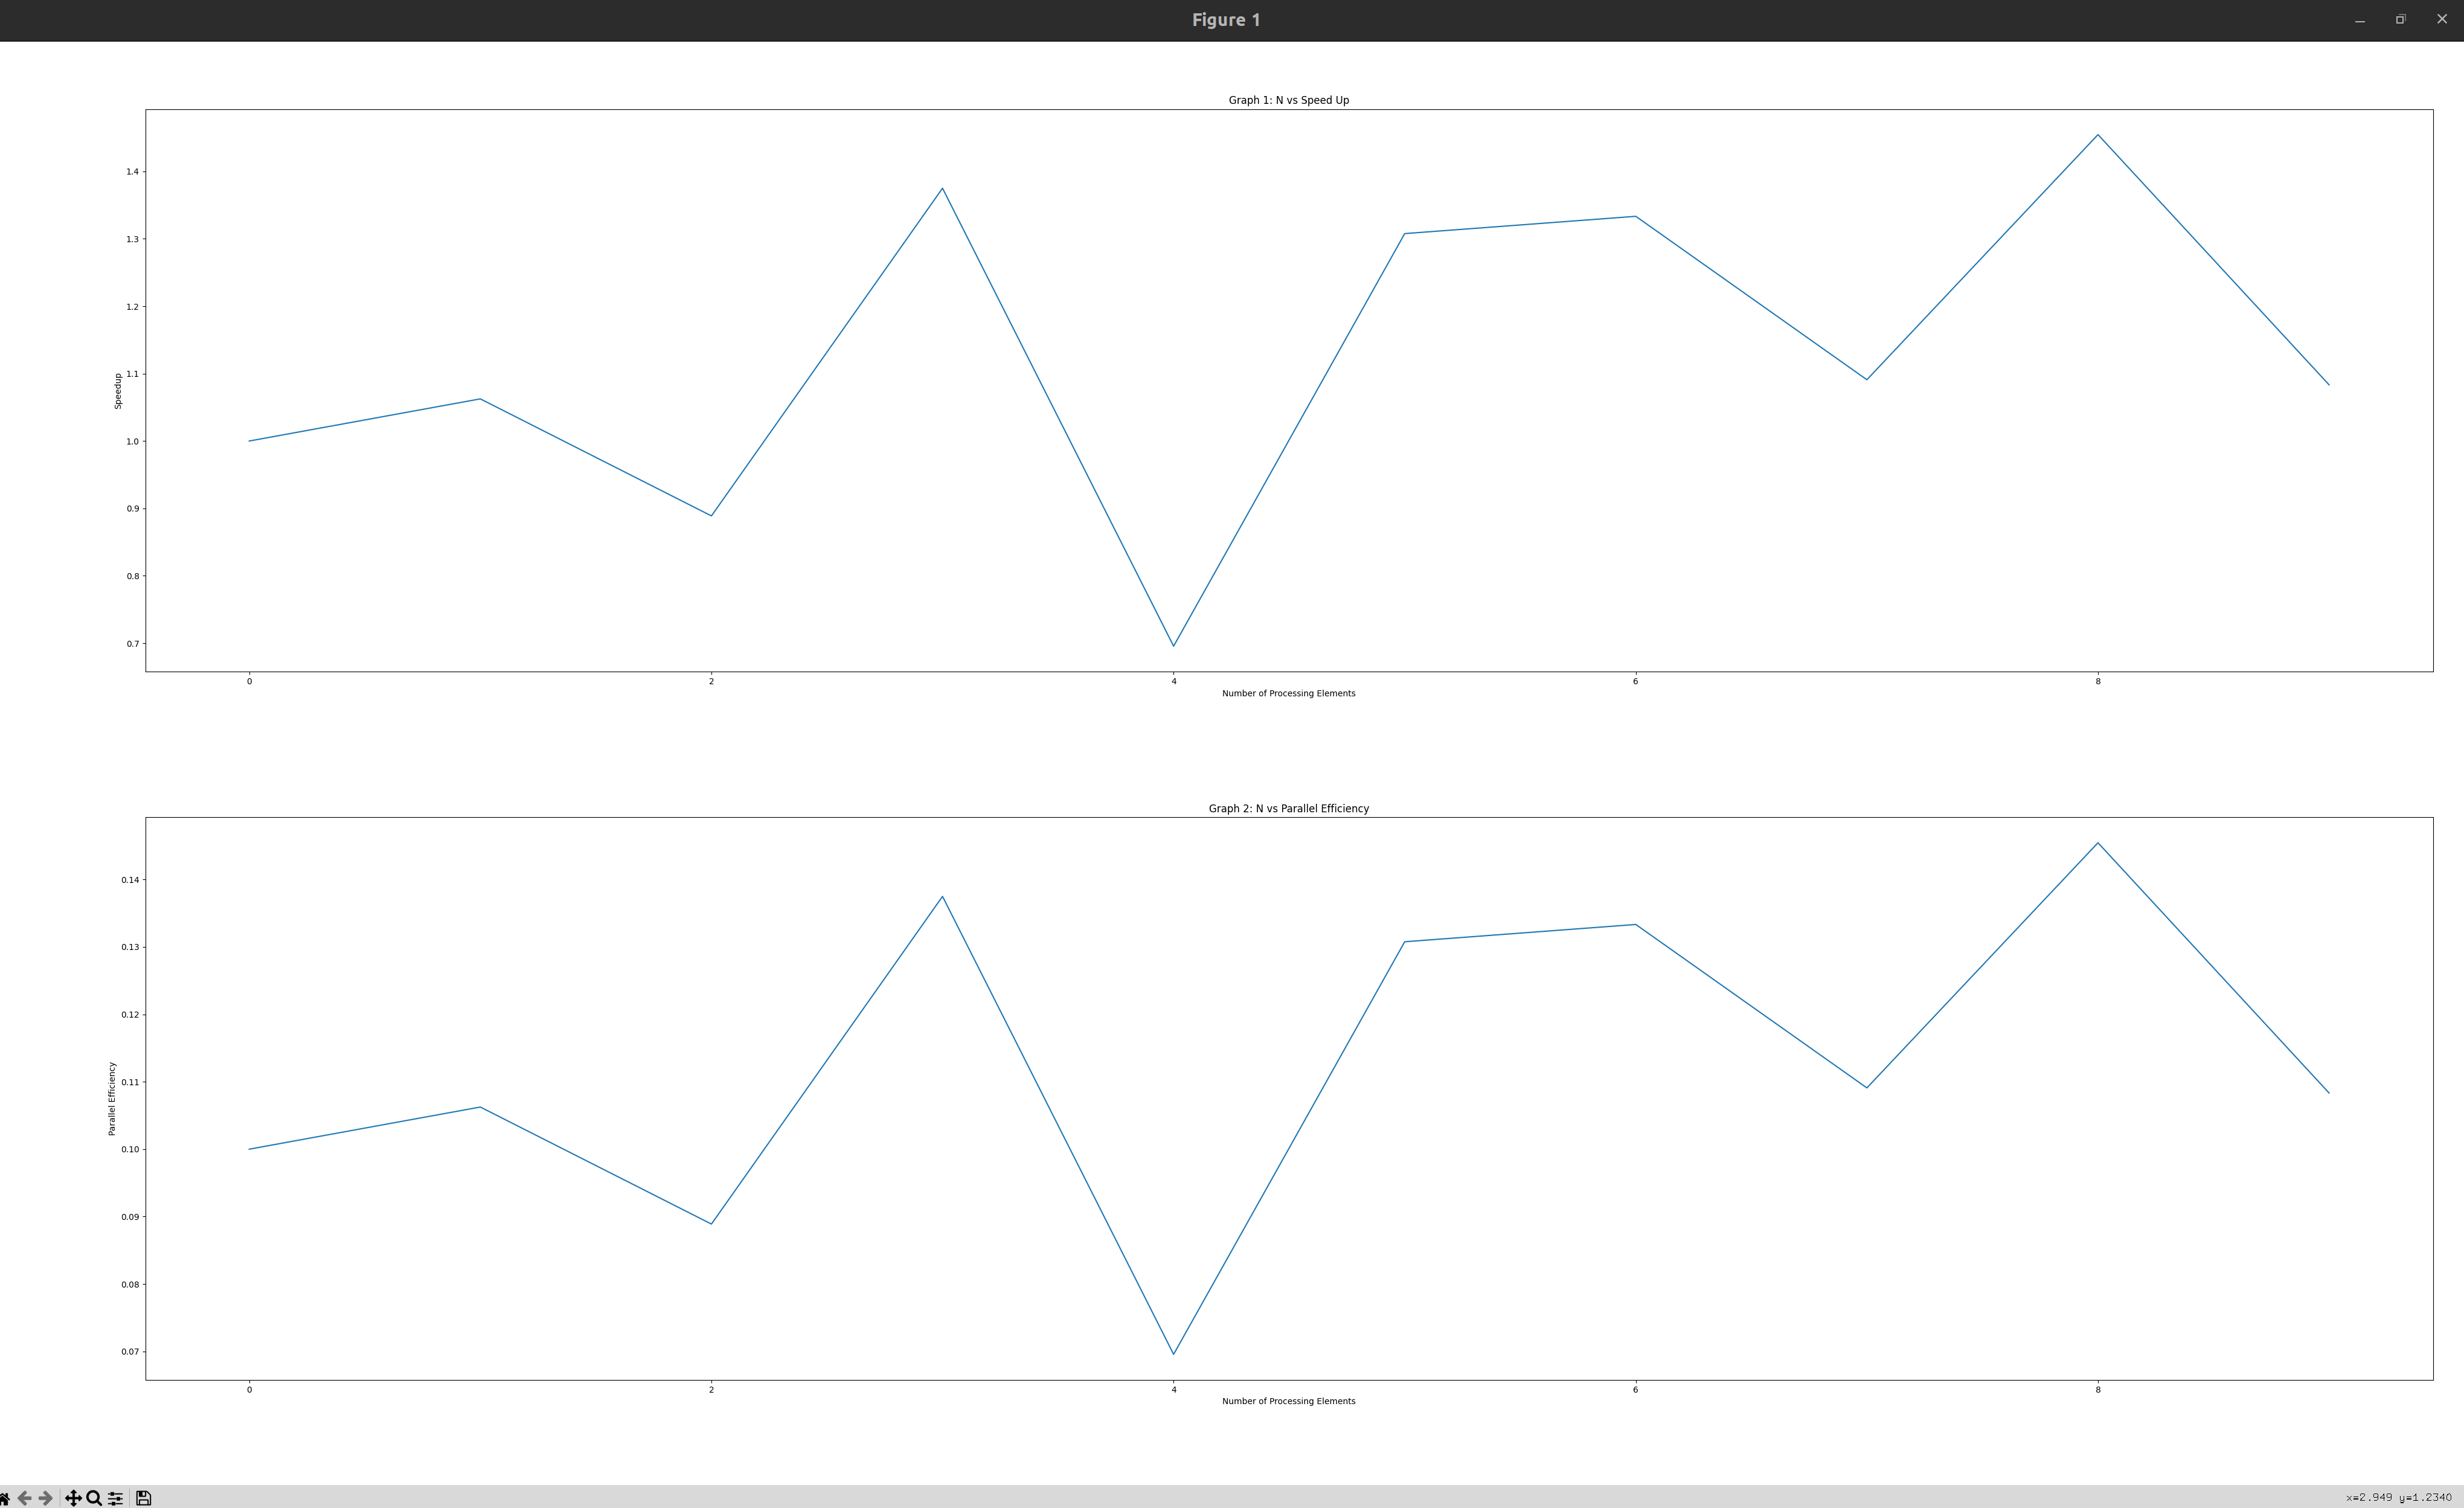 Figure 1
Graph 1: N vs Speed Up
Speedup
1.4
1.3
1.2
1.1
1.0
0.9
0.8
0.7
0 2 4 6 8
Number of Processing Elements
Graph 2: N vs Parallel Efficiency
Parallel Efficiency
0.14
0.13
0.12
0.11
0.10
0.09
0.08
0.07
0 2 4 6 8
Number of Processing Elements
x=2.949 y=1.2340